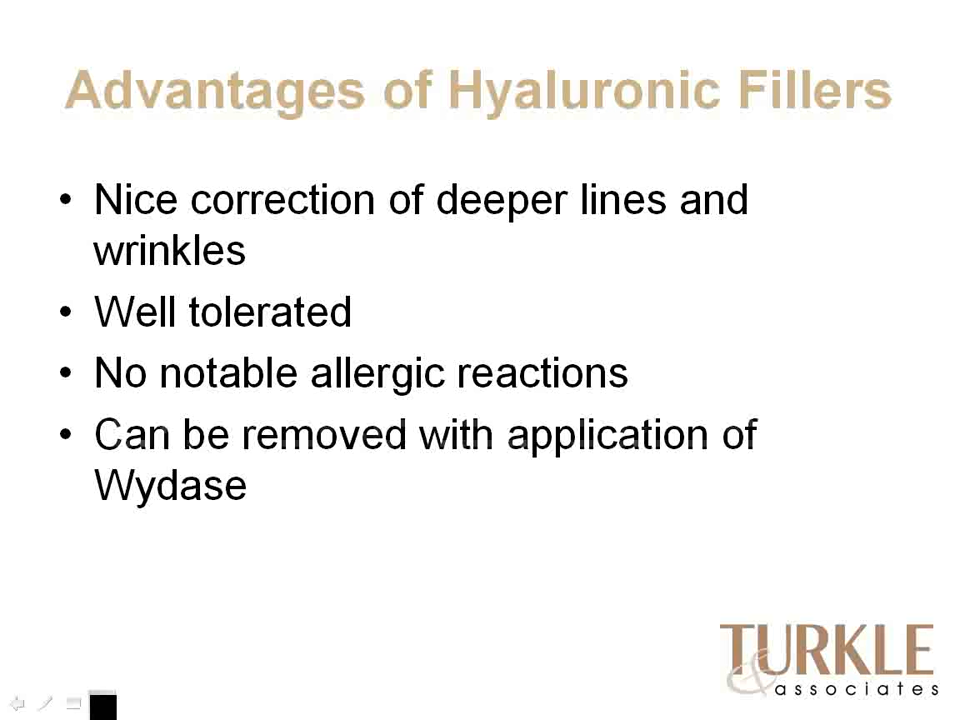 Advantages of Hyaluronic Fillers
• Nice correction of deeper lines and
wrinkles
• Well tolerated
• No notable allergic reactions
• Can be removed with application of
Wydase
TURKLE
& associates